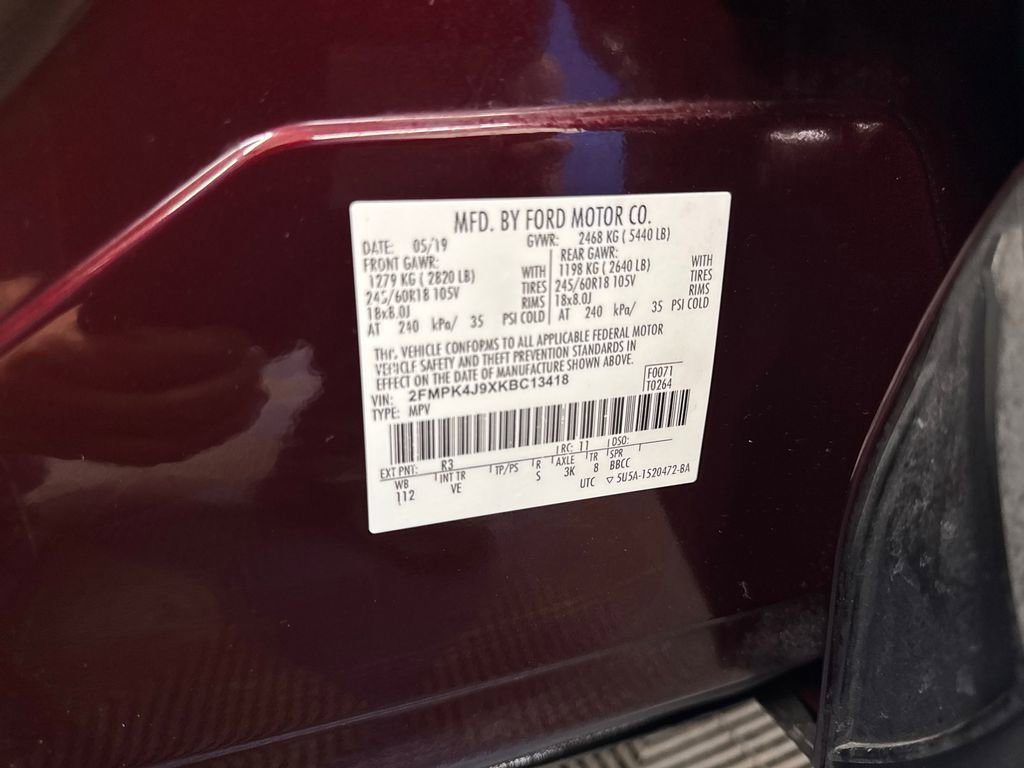 MFD. BY FORD MOTOR CO.
DATE: 05/19 GVWR: 2468 KG ( 5440 LB)
FRONT GAWR:
1279 KG ( 2820 LB) WITH
245/60R18 105V TIRES
18x8.0J RIMS
AT 240 kPa/ 35 PSI COLD
REAR GAWR:
1198 KG ( 2640 LB) WITH
245/60R18 105V TIRES
18x8.0J RIMS
AT 240 kPa/ 35 PSI COLD
THIS VEHICLE CONFORMS TO ALL APPLICABLE FEDERAL MOTOR
VEHICLE SAFETY AND THEFT PREVENTION STANDARDS IN
EFFECT ON THE DATE OF MANUFACTURE SHOWN ABOVE.
VIN: 2FMPK4J9XKBC13418 F0071
TYPE: MPV T0264
EXT PNT: R3 RC: 11 DSO:
WB INT TR TP/PS R AXLE TR SPR
112 VE S 3K 8 BBCC
UTC ▽ 5U5A-1520472-BA